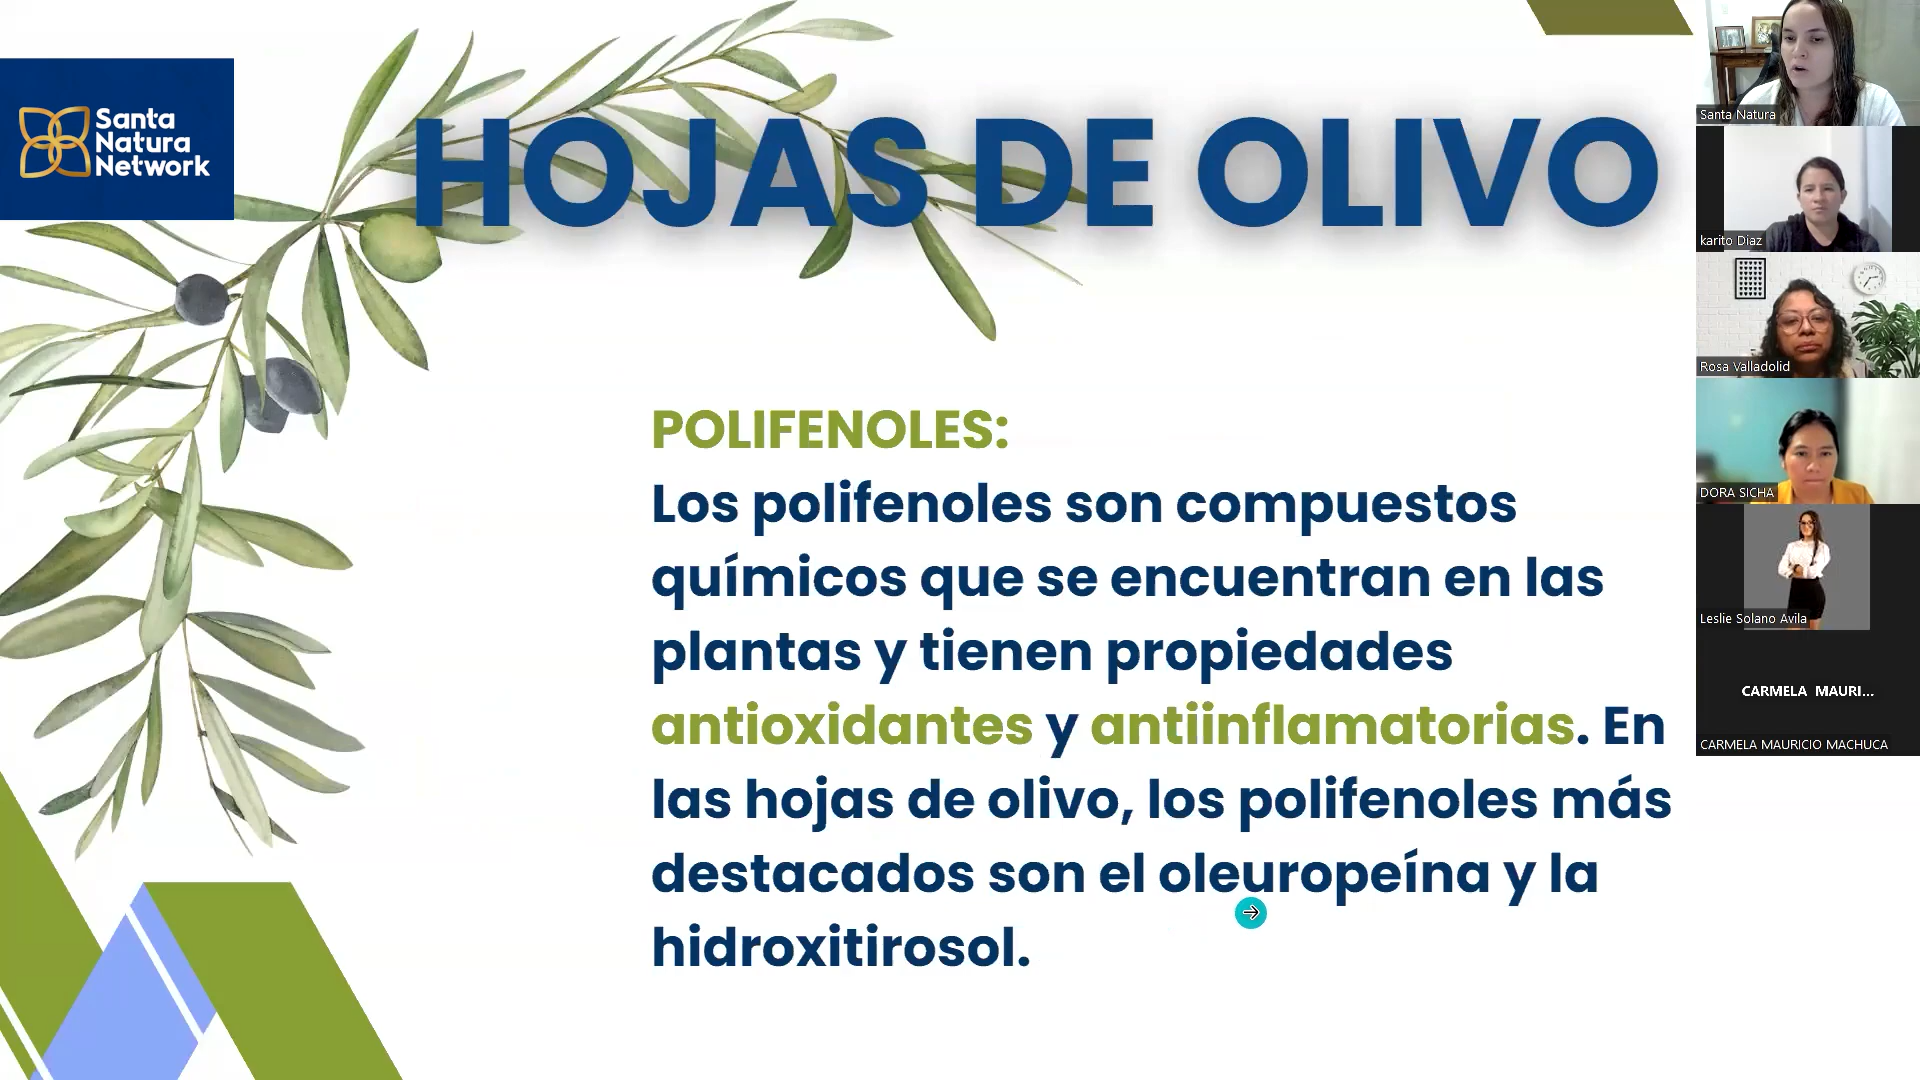 Santa
Natura
Network
HOJAS DE OLIVO
POLIFENOLES:
Los polifenoles son compuestos
químicos que se encuentran en las
plantas y tienen propiedades
antioxidantes y antiinflamatorias. En
las hojas de olivo, los polifenoles más
destacados son el oleuropeína y la
hidroxitirosol.
Santa Natura
karito Díaz
Rosa Valladolid
DORA SICHA
Leslie Solano Avila
CARMELA MAURI...
CARMELA MAURICIO MACHUCA